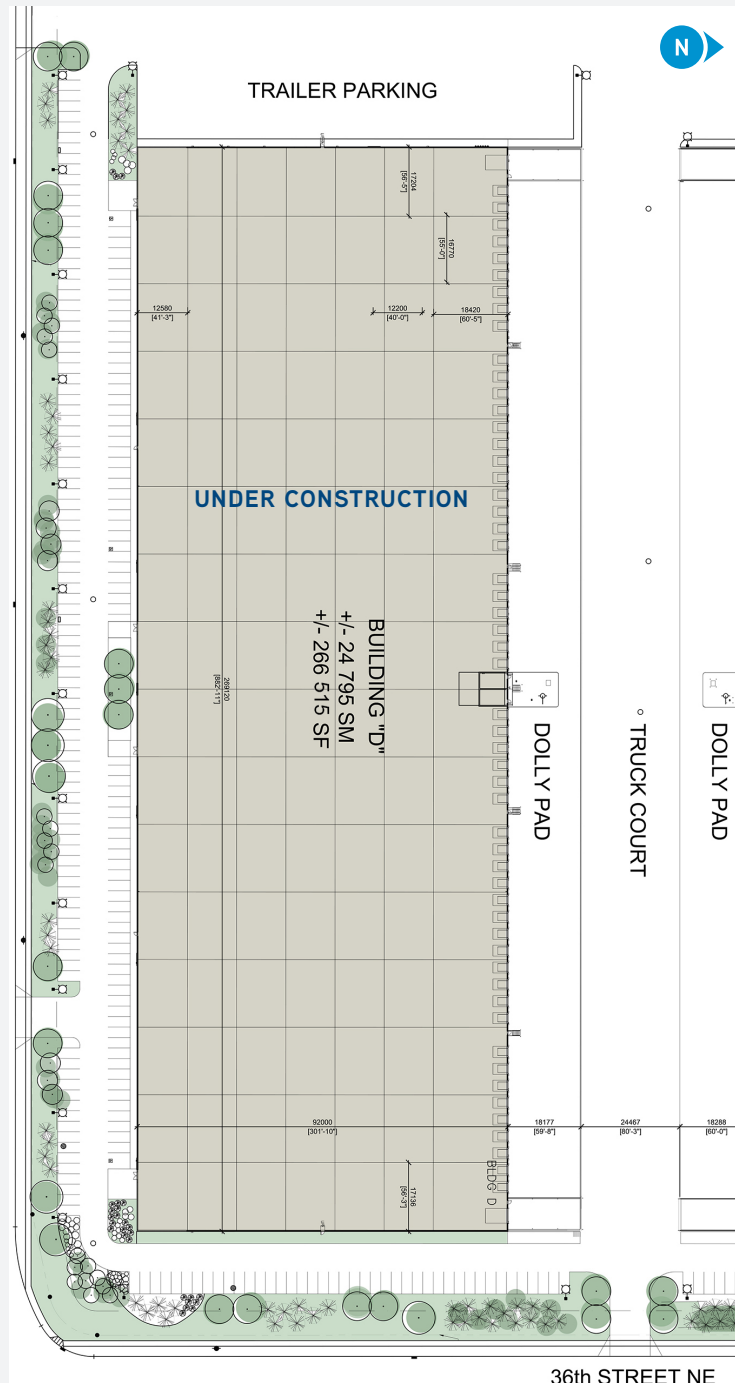 N
TRAILER PARKING
17204
[56'-5"]
16770
[55'-0"]
12580
[41'-3"]
12200
[40'-0"]
18420
[60'-5"]
UNDER CONSTRUCTION
BUILDING "D"
+/- 24 795 SM
+/- 266 515 SF
269120
[882'-11"]
DOLLY PAD
TRUCK COURT
DOLLY PAD
92000
[301'-10"]
18177
[59'-8"]
24467
[80'-3"]
18288
[60'-0"]
17136
[56'-3"]
BLDG D
36th STREET NE